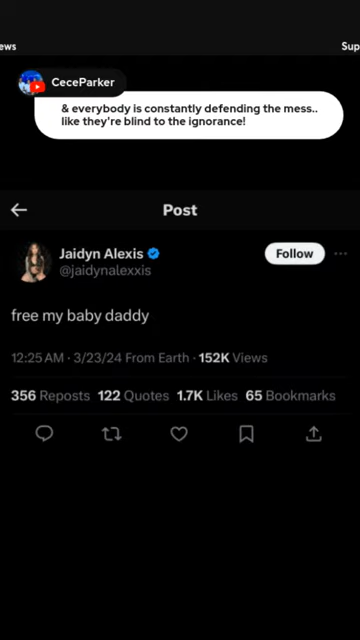 ews
Sup
CeceParker
& everybody is constantly defending the mess..
like they're blind to the ignorance!
Post
Jaidyn Alexis
Follow
@jaidynalexxis
free my baby daddy
12:25 AM · 3/23/24 From Earth · 152K Views
356 Reposts 122 Quotes 1.7K Likes 65 Bookmarks